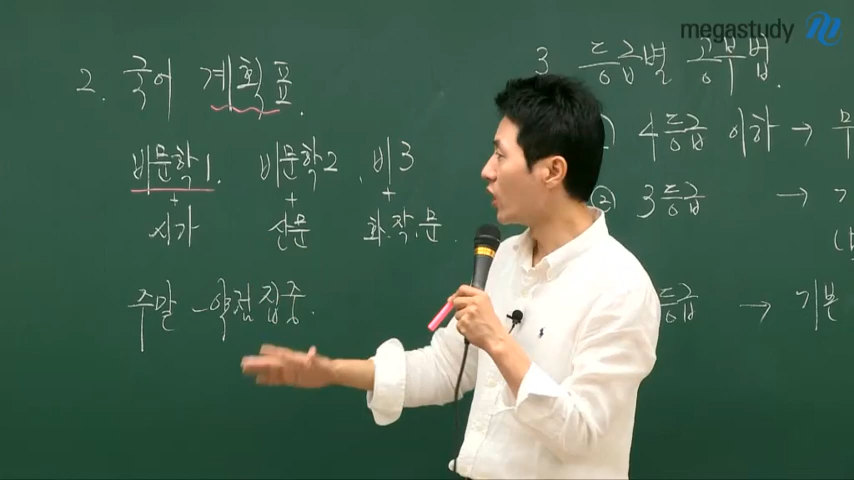 megastudy
2. 국어 계획표
비문학1. 비문학2. 비3
+ + +
시가 산문 화.작.문.
주말 - 약점 집중.
3 등급별 공부법.
4등급 이하 →
② 3등급 →
등급 → 기본